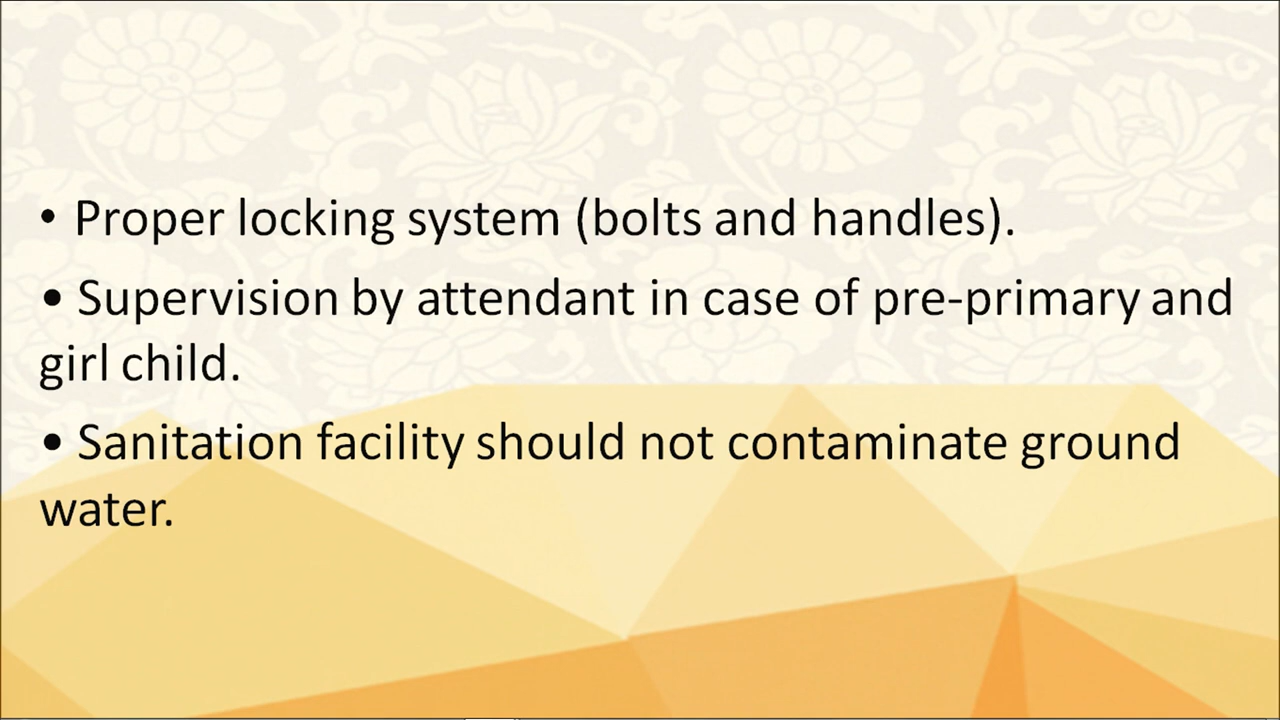 • Proper locking system (bolts and handles).
• Supervision by attendant in case of pre-primary and
girl child.
• Sanitation facility should not contaminate ground
water.